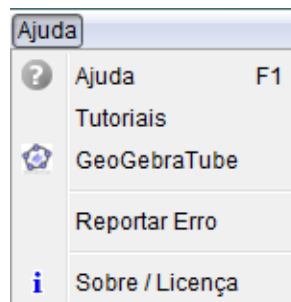 Ajuda
Ajuda F1
Tutoriais
GeoGebraTube
Reportar Erro
Sobre / Licença